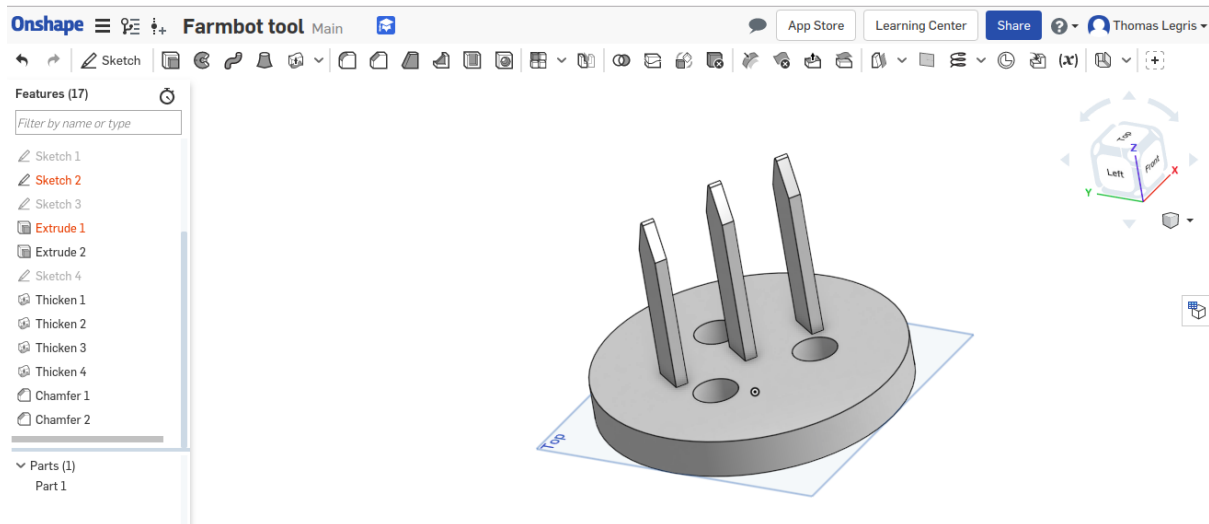 Onshape Farmbot tool Main App Store Learning Center Share ? Thomas Legris
Sketch (x)
Features (17)
Filter by name or type
Sketch 1
Sketch 2
Sketch 3
Extrude 1
Extrude 2
Sketch 4
Thicken 1
Thicken 2
Thicken 3
Thicken 4
Chamfer 1
Chamfer 2
Parts (1)
Part 1
Top
Z
Left
Front
X
Y
Top